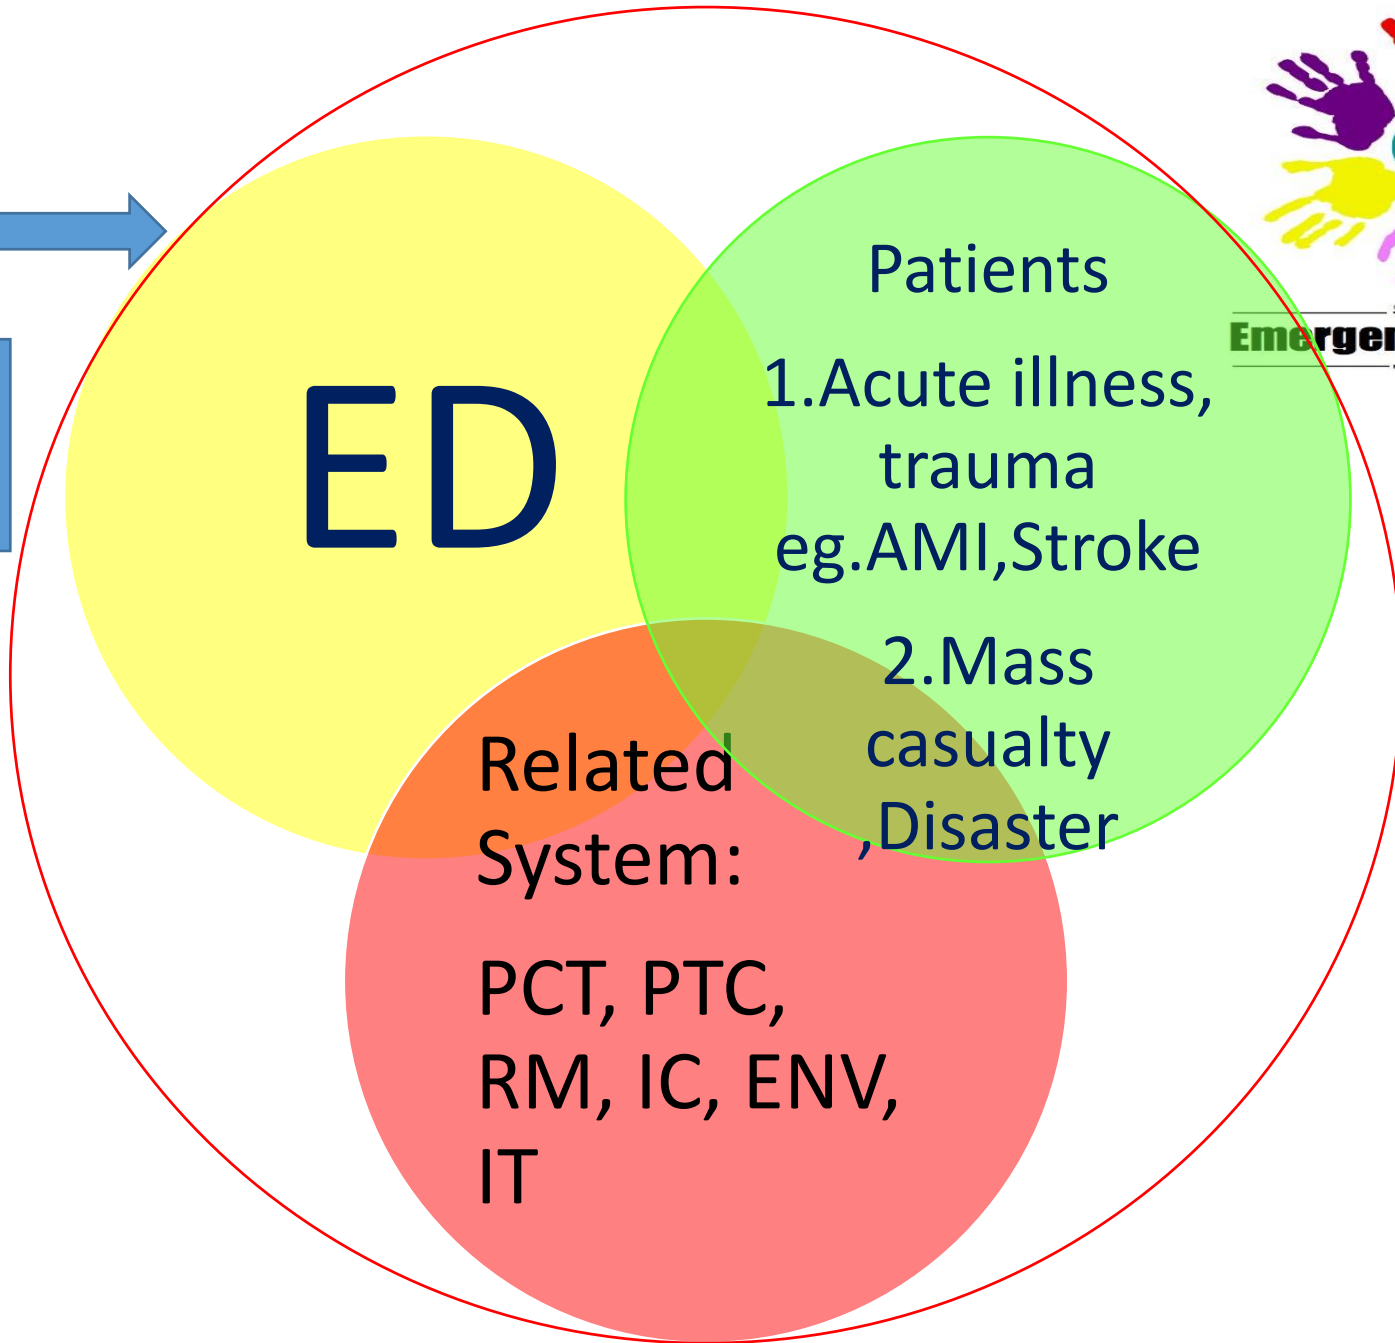 ED
Patients
1.Acute illness,
trauma
eg.AMI,Stroke
2.Mass
casualty
,Disaster
Related
System:
PCT, PTC,
RM, IC, ENV,
IT